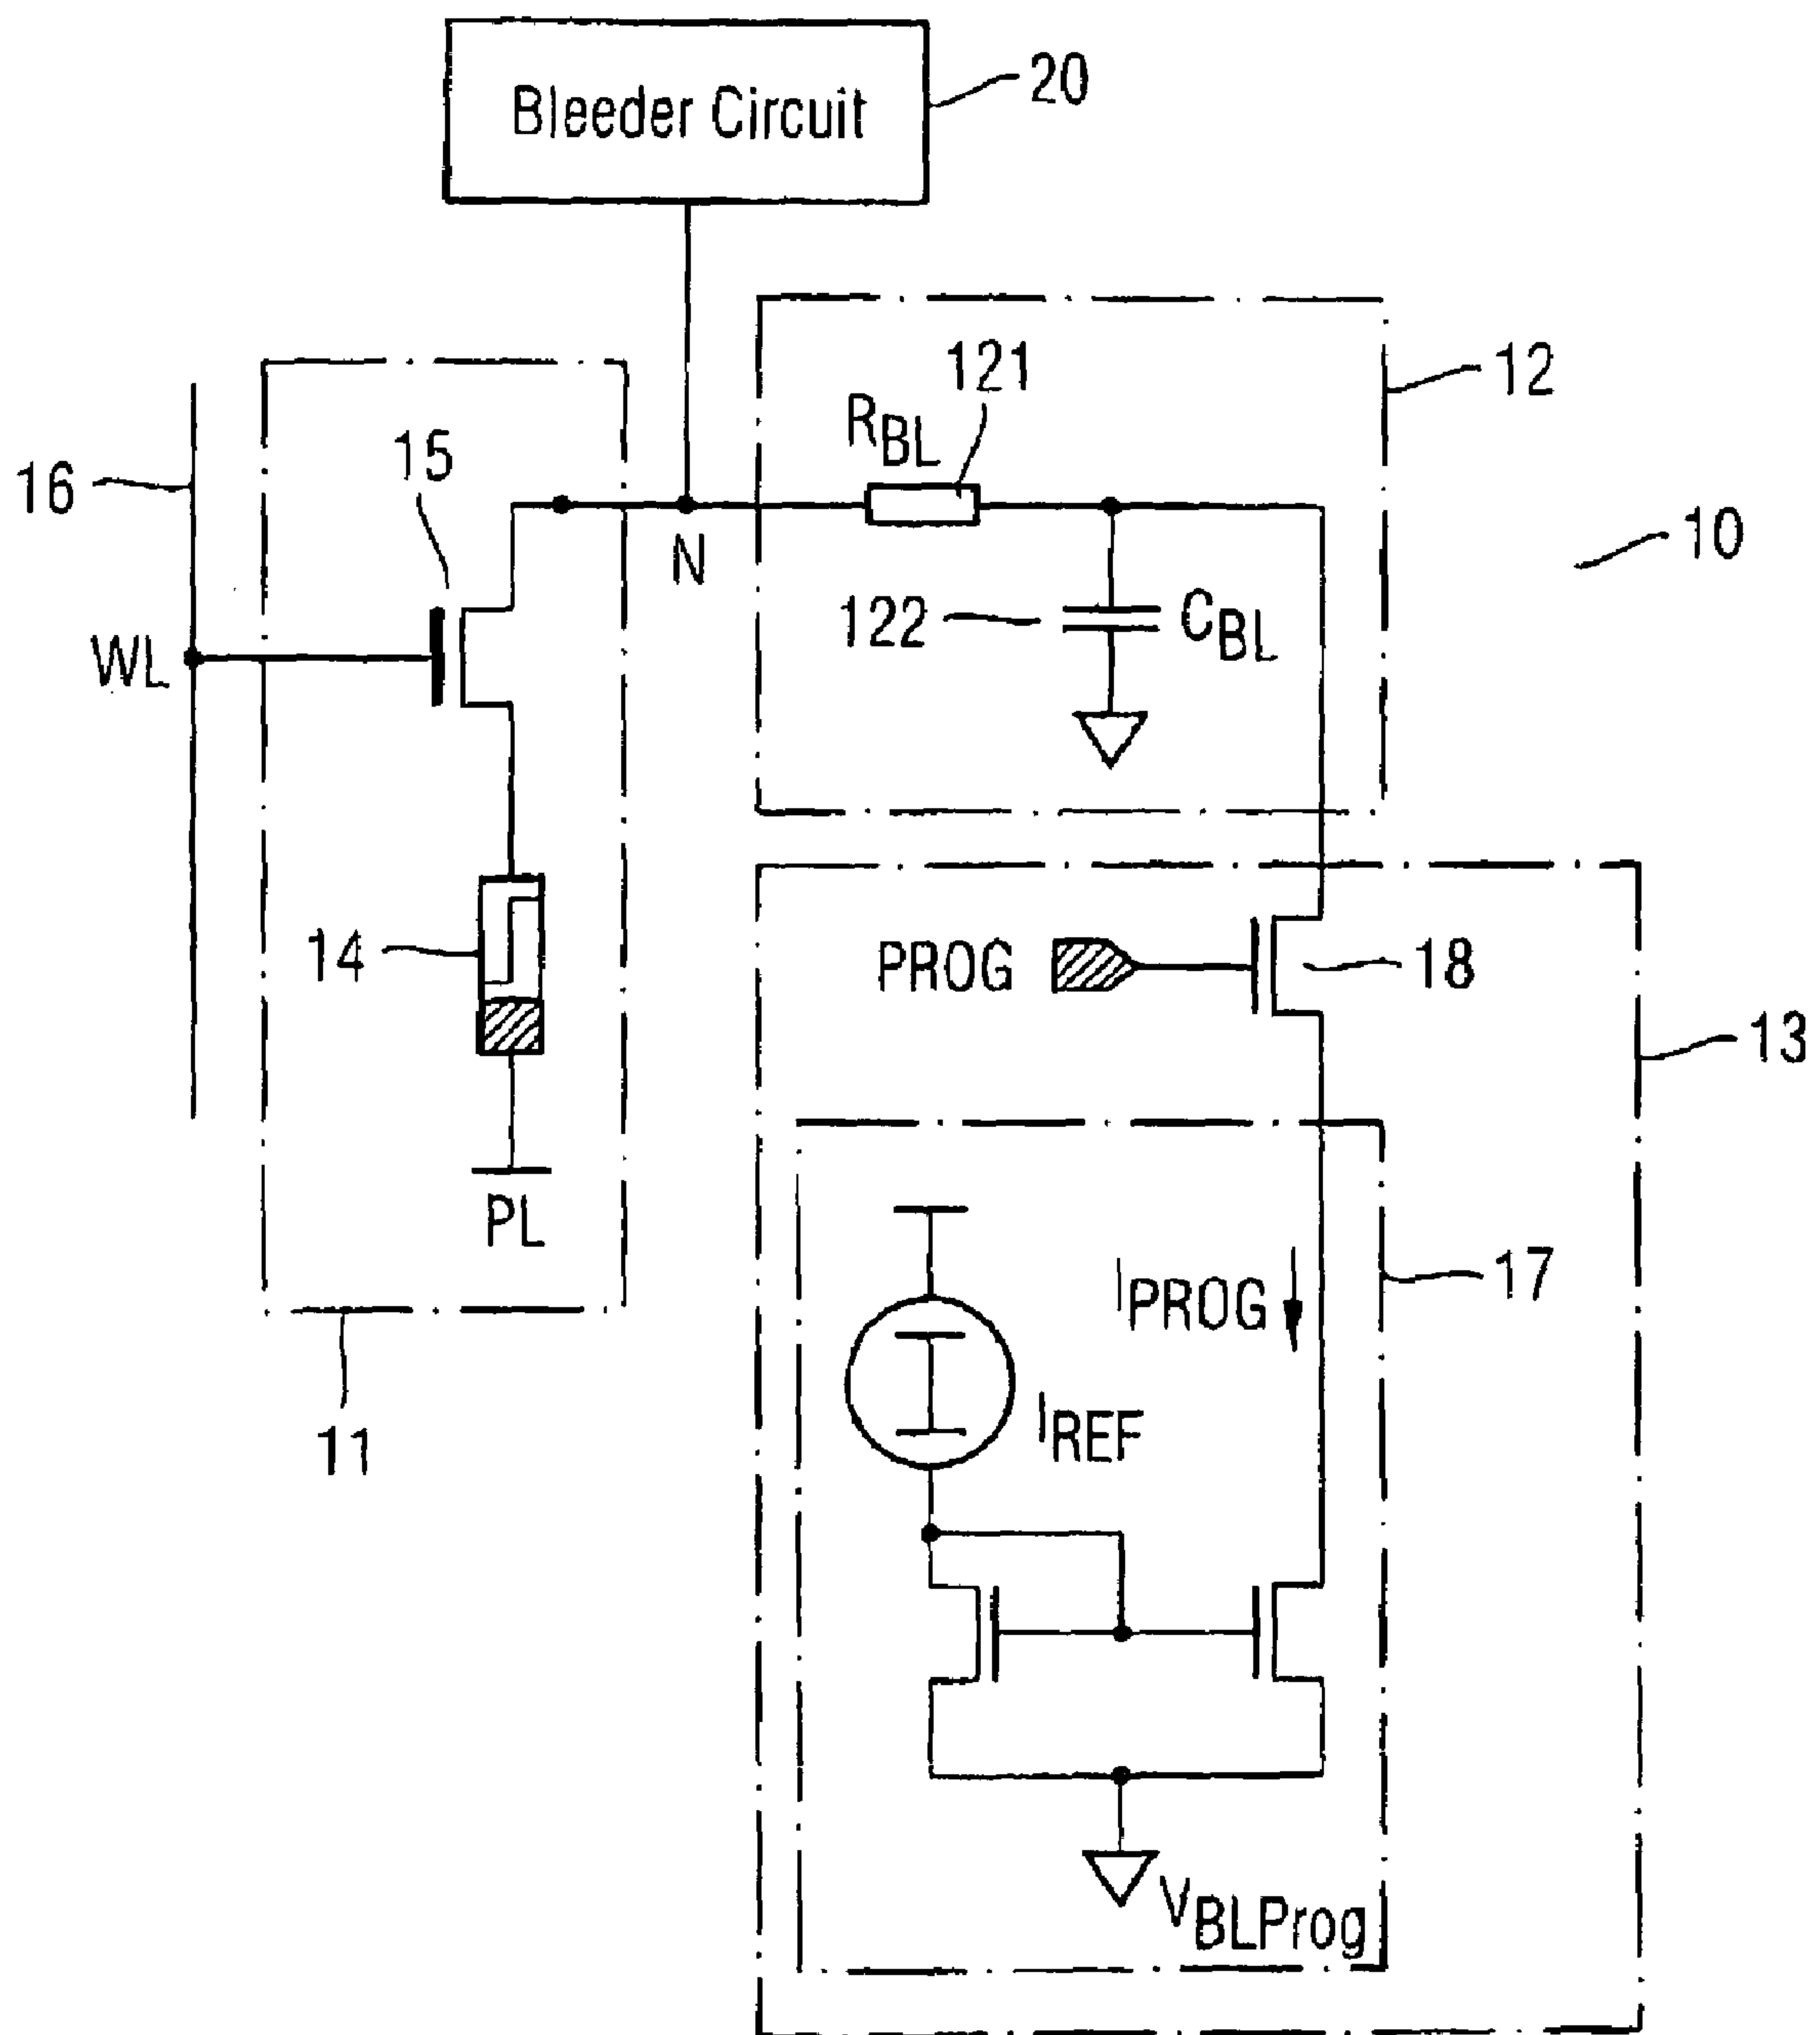 Bleeder Circuit
20
12
121
R_BL
15
16
N
10
122
C_BL
WL
14
PROG
18
13
PL
I_PROG
17
I_REF
11
V_BLProg